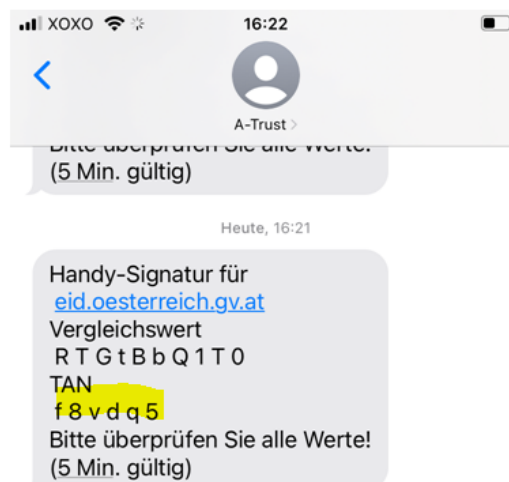 XOXO 16:22
A-Trust
Bitte überprüfen Sie alle Werte!
(5 Min. gültig)
Heute, 16:21
Handy-Signatur für
eid.oesterreich.gv.at
Vergleichswert
R T G t B b Q 1 T 0
TAN
f 8 v d q 5
Bitte überprüfen Sie alle Werte!
(5 Min. gültig)